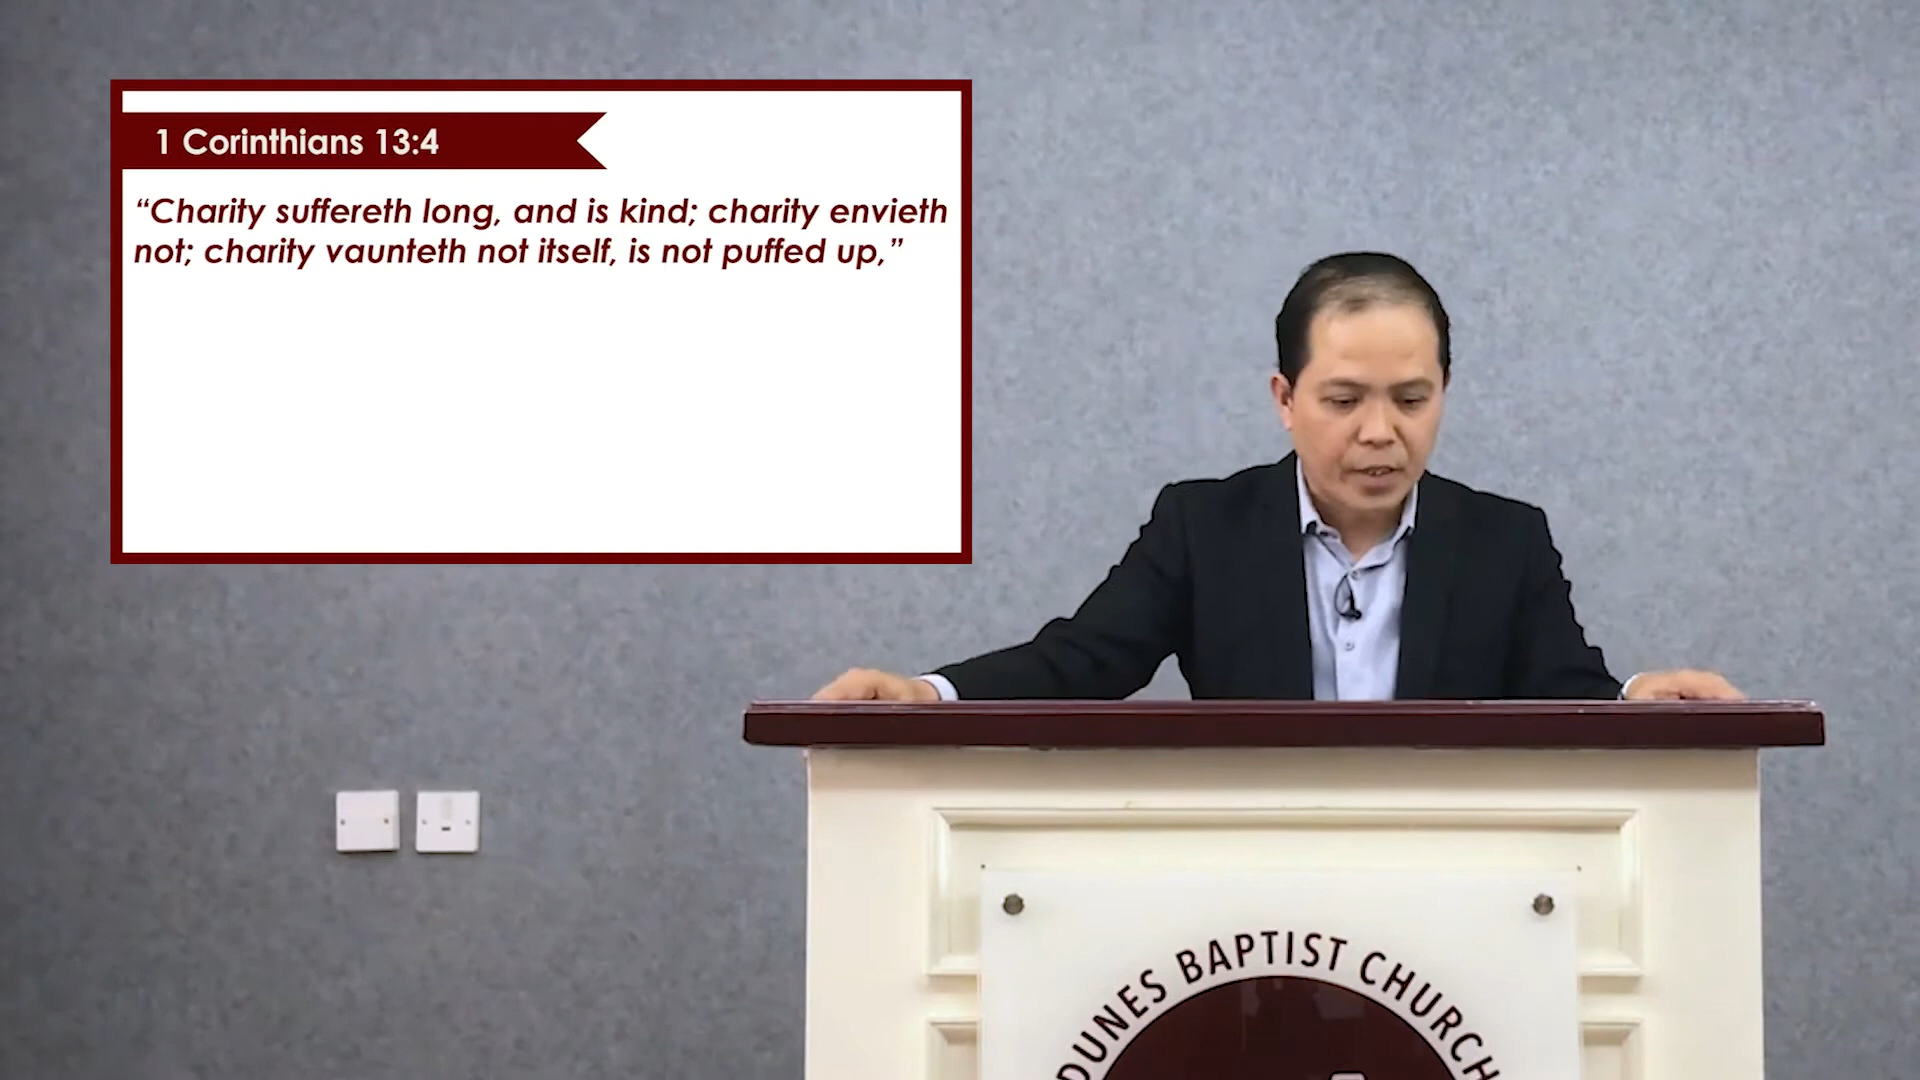 1 Corinthians 13:4
“Charity suffereth long, and is kind; charity envieth
not; charity vaunteth not itself, is not puffed up,”
DUNES BAPTIST CHURCH